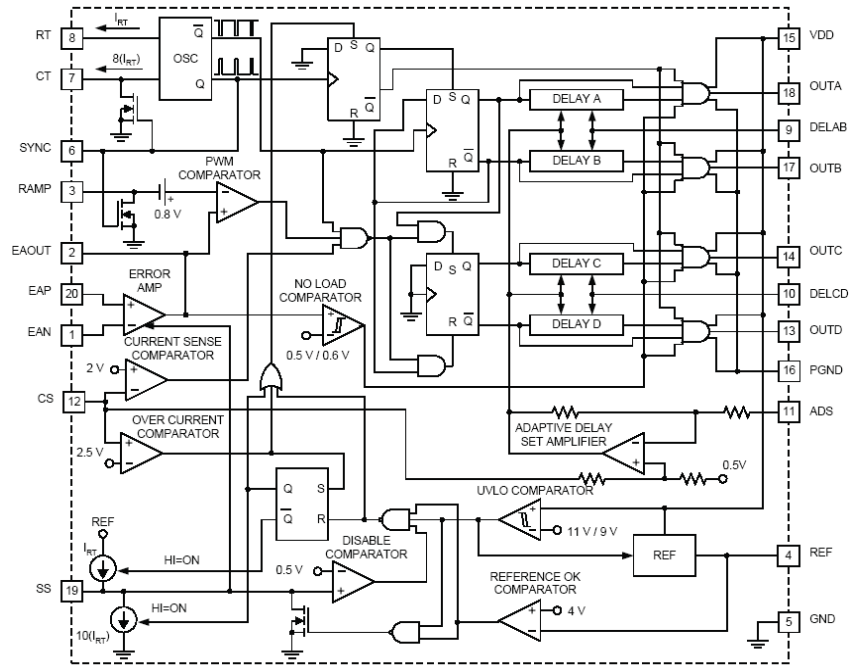 RT
8
I_RT
Q̅
OSC
Q
CT
7
8(I_RT)
SYNC
6
RAMP
3
0.8 V
PWM
COMPARATOR
-
+
EAOUT
2
ERROR
AMP
EAP
20
+
EAN
1
-
NO LOAD
COMPARATOR
+
-
0.5 V / 0.6 V
CURRENT SENSE
COMPARATOR
2 V
+
-
CS
12
OVER CURRENT
COMPARATOR
+
2.5 V
-
REF
I_RT
HI=ON
SS
19
HI=ON
10(I_RT)
Q
S
Q̅
R
DISABLE
COMPARATOR
0.5 V
-
+
D S Q
Q̅
R
D S Q
Q̅
R
D S Q
Q̅
R
DELAY A
DELAY B
DELAY C
DELAY D
ADAPTIVE DELAY
SET AMPLIFIER
-
+
0.5V
UVLO COMPARATOR
+
-
11 V / 9 V
REF
REFERENCE OK
COMPARATOR
+
4 V
-
15
VDD
18
OUTA
9
DELAB
17
OUTB
14
OUTC
10
DELCD
13
OUTD
16
PGND
11
ADS
4
REF
5
GND